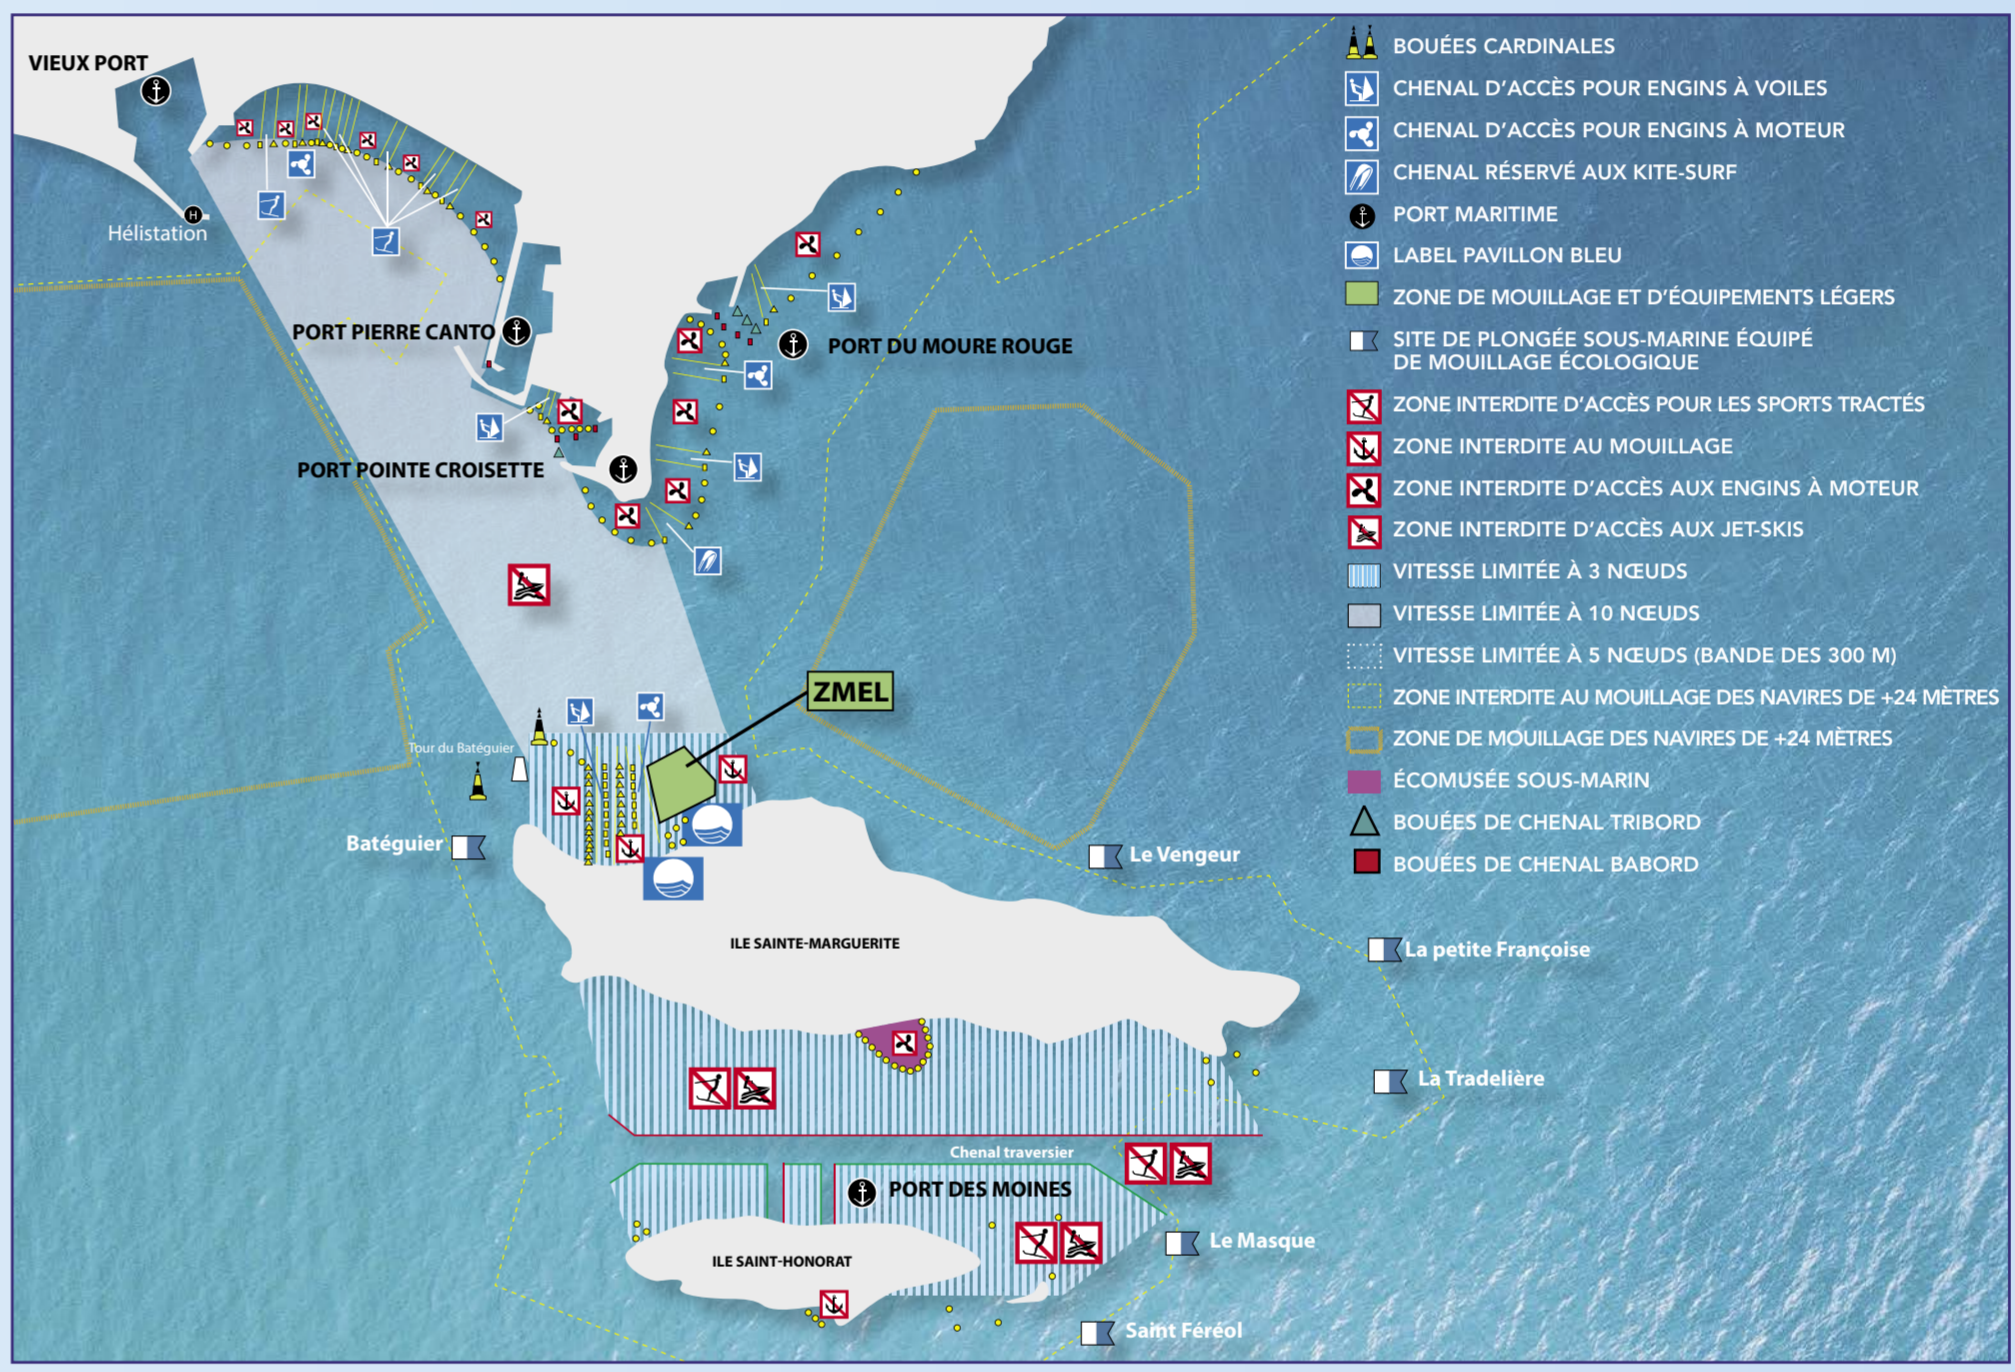 VIEUX PORT
H
Hélistation
PORT PIERRE CANTO
PORT DU MOURE ROUGE
PORT POINTE CROISETTE
ZMEL
Tour du Batéguier
Batéguier
Le Vengeur
ILE SAINTE-MARGUERITE
La petite Françoise
La Tradelière
Chenal traversier
PORT DES MOINES
Le Masque
ILE SAINT-HONORAT
Saint Féréol
BOUÉES CARDINALES
CHENAL D'ACCÈS POUR ENGINS À VOILES
CHENAL D'ACCÈS POUR ENGINS À MOTEUR
CHENAL RÉSERVÉ AUX KITE-SURF
PORT MARITIME
LABEL PAVILLON BLEU
ZONE DE MOUILLAGE ET D'ÉQUIPEMENTS LÉGERS
SITE DE PLONGÉE SOUS-MARINE ÉQUIPÉ
DE MOUILLAGE ÉCOLOGIQUE
ZONE INTERDITE D'ACCÈS POUR LES SPORTS TRACTÉS
ZONE INTERDITE AU MOUILLAGE
ZONE INTERDITE D'ACCÈS AUX ENGINS À MOTEUR
ZONE INTERDITE D'ACCÈS AUX JET-SKIS
VITESSE LIMITÉE À 3 NŒUDS
VITESSE LIMITÉE À 10 NŒUDS
VITESSE LIMITÉE À 5 NŒUDS (BANDE DES 300 M)
ZONE INTERDITE AU MOUILLAGE DES NAVIRES DE +24 MÈTRES
ZONE DE MOUILLAGE DES NAVIRES DE +24 MÈTRES
ÉCOMUSÉE SOUS-MARIN
BOUÉES DE CHENAL TRIBORD
BOUÉES DE CHENAL BABORD